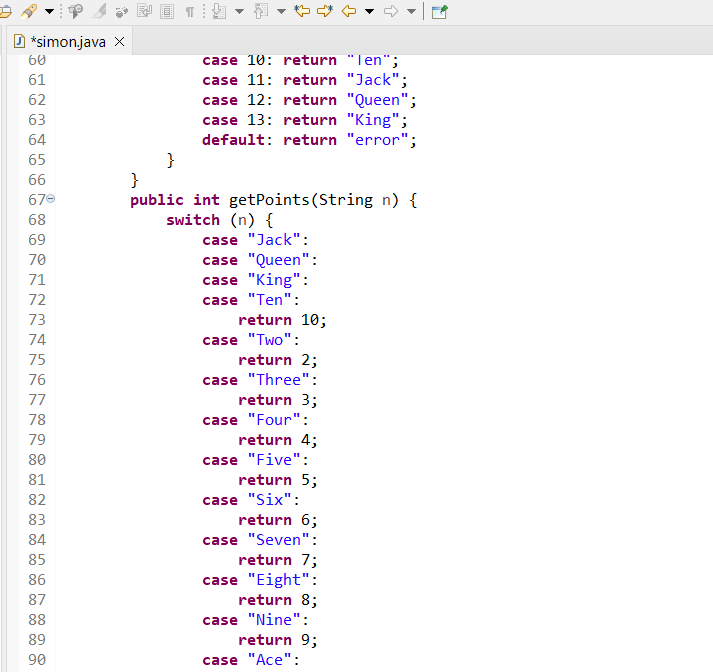 *simon.java
60 case 10: return "Ten";
61 case 11: return "Jack";
62 case 12: return "Queen";
63 case 13: return "King";
64 default: return "error";
65 }
66 }
67 public int getPoints(String n) {
68 switch (n) {
69 case "Jack":
70 case "Queen":
71 case "King":
72 case "Ten":
73 return 10;
74 case "Two":
75 return 2;
76 case "Three":
77 return 3;
78 case "Four":
79 return 4;
80 case "Five":
81 return 5;
82 case "Six":
83 return 6;
84 case "Seven":
85 return 7;
86 case "Eight":
87 return 8;
88 case "Nine":
89 return 9;
90 case "Ace":